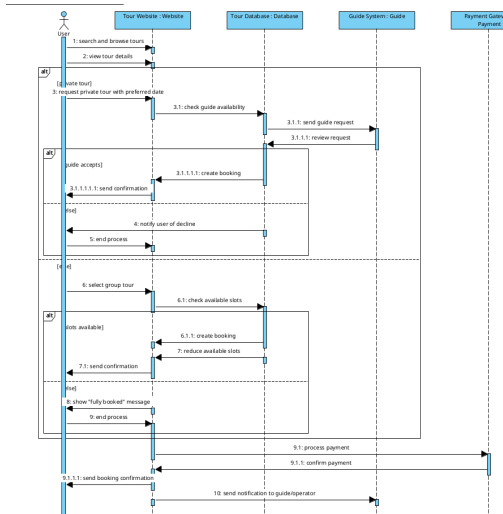 Tour Website : Website
Tour Database : Database
Guide System : Guide
Payment
User
1: search and browse tours
2: view tour details
alt
tour]
3: request private tour with preferred date
3.1: check guide availability
3.1.1: send guide request
3.1.1.1: review request
alt
guide accepts]
3.1.1.1.1: create booking
3.1.1.1.1.1: send confirmation
4: notify user of decline
5: end process
6: select group tour
6.1: check available slots
alt
slots available]
6.1.1: create booking
7: reduce available slots
7.1: send confirmation
8: show "fully booked" message
9: end process
9.1: process payment
9.1.1: confirm payment
9.1.1.1: send booking confirmation
10: send notification to guide/operator